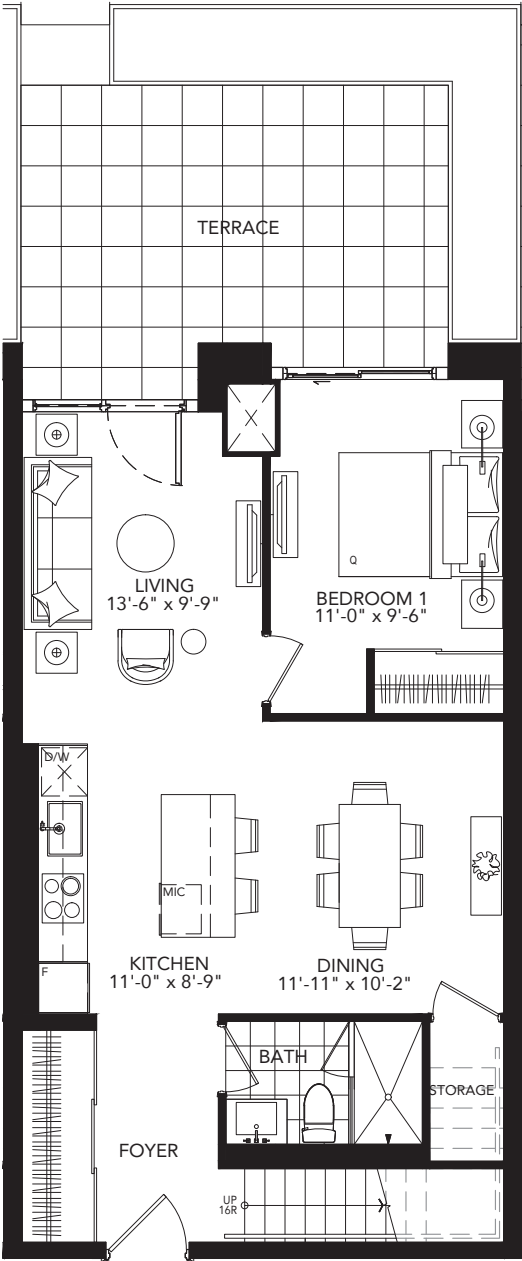 TERRACE
LIVING
13'-6" x 9'-9"
BEDROOM 1
11'-0" x 9'-6"
Q
D/W
MIC
KITCHEN
11'-0" x 8'-9"
DINING
11'-11" x 10'-2"
F
BATH
STORAGE
FOYER
UP
16R